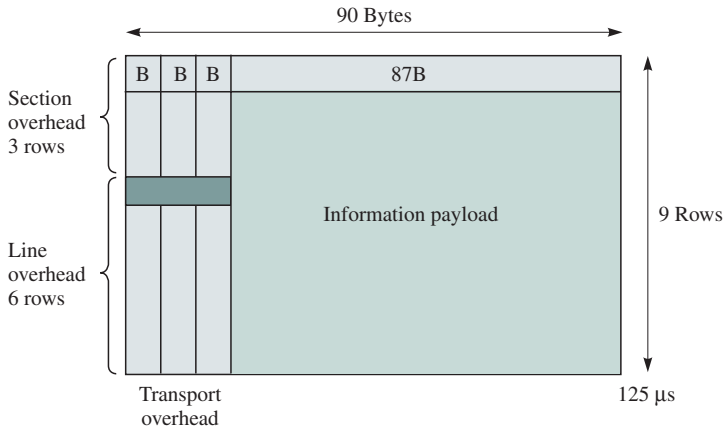 90 Bytes
B B B 87B
Section
overhead
3 rows
Information payload
9 Rows
Line
overhead
6 rows
Transport
overhead
125 μs